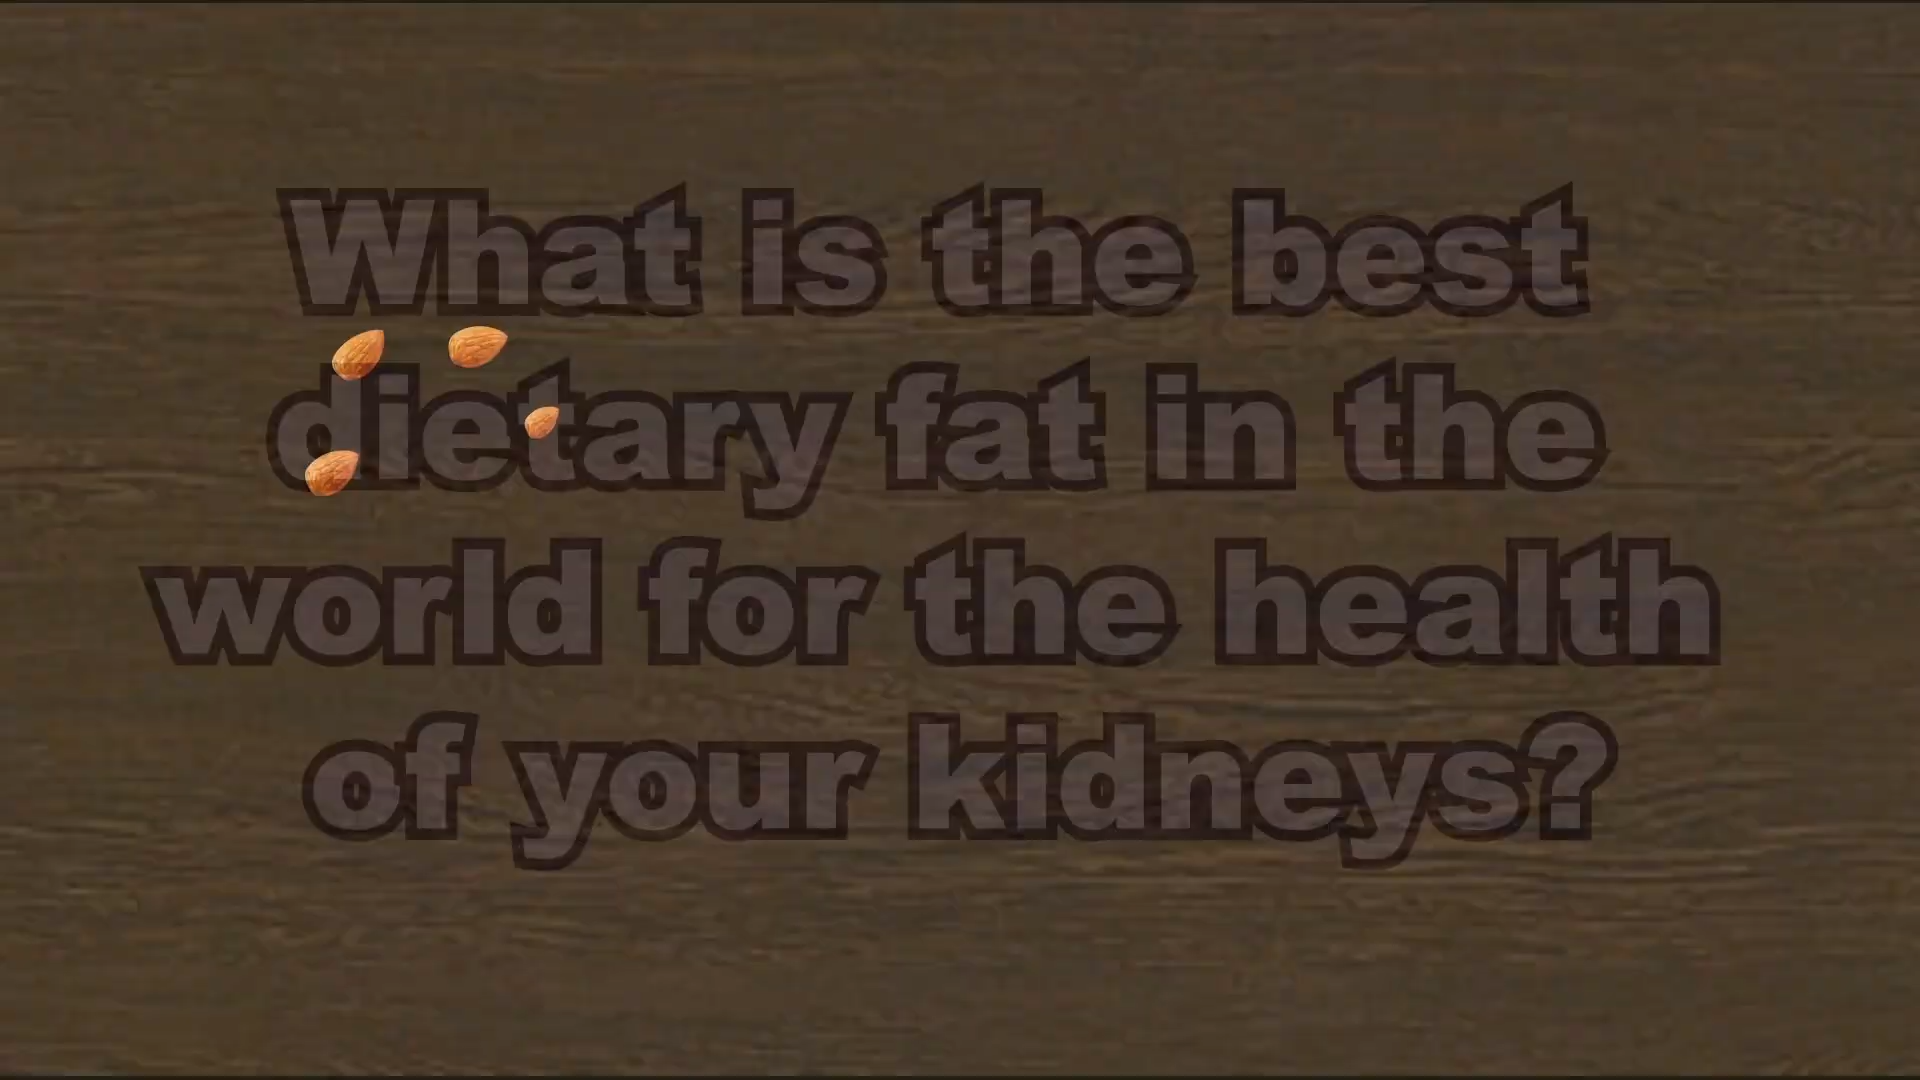 What is the best
dietary fat in the
world for the health
of your kidneys?